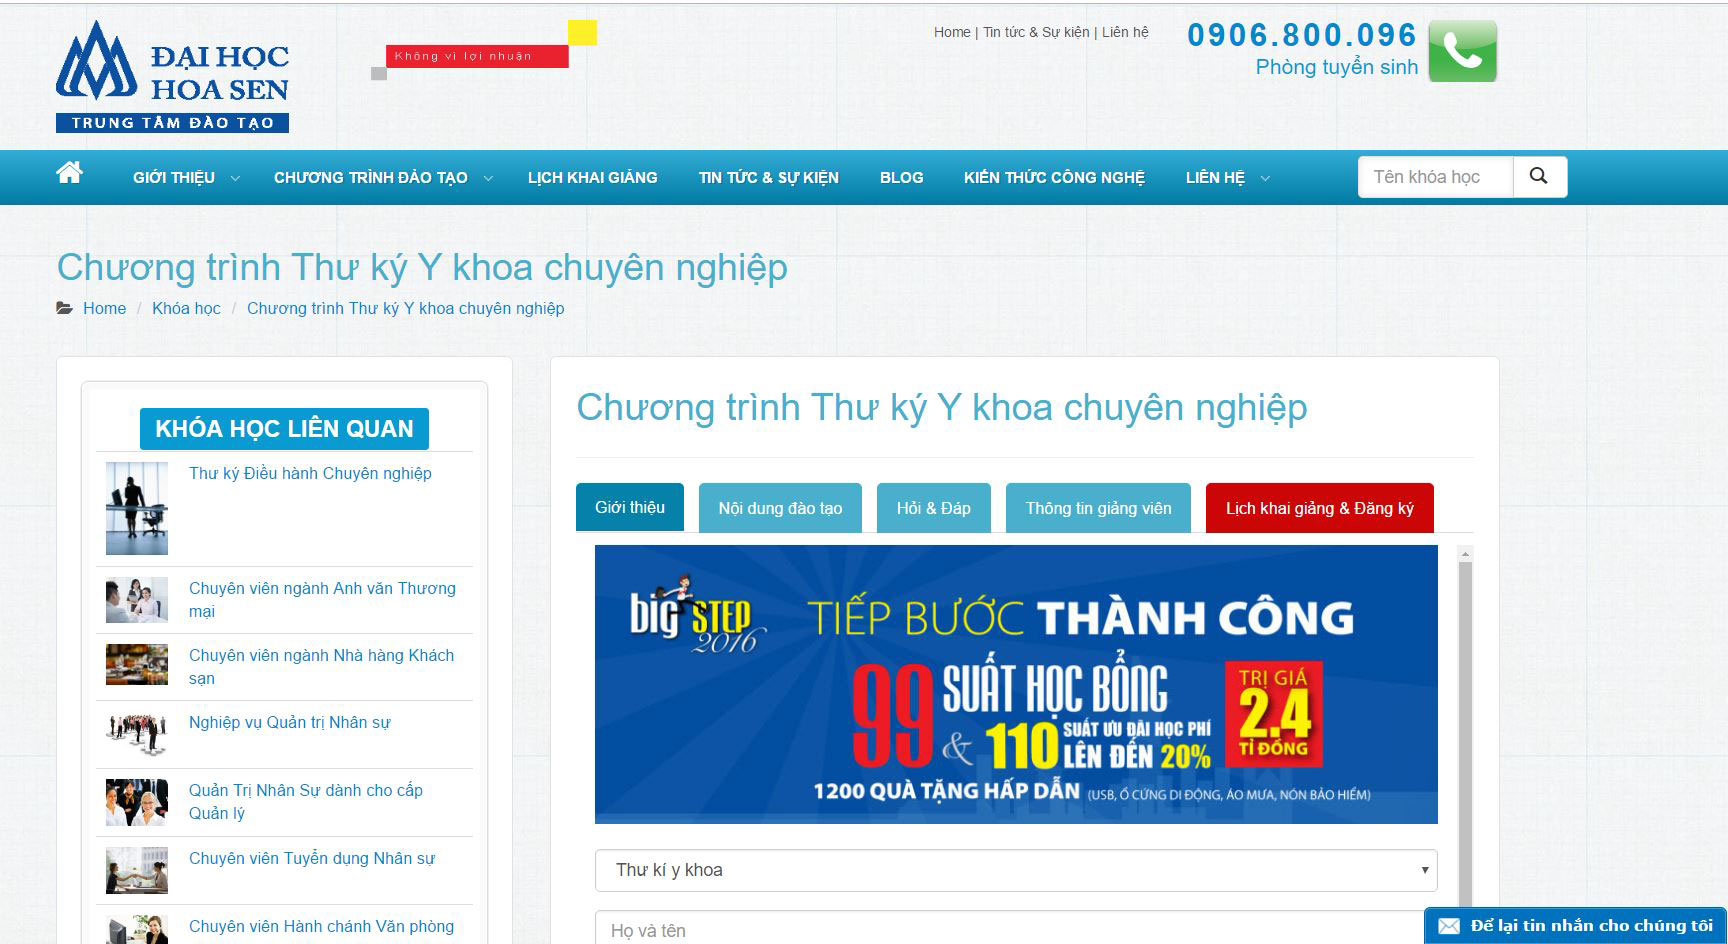 ĐẠI HỌC
HOA SEN
TRUNG TÂM ĐÀO TẠO
Không vì lợi nhuận
Home | Tin tức & Sự kiện | Liên hệ
0906.800.096
Phòng tuyển sinh
GIỚI THIỆU CHƯƠNG TRÌNH ĐÀO TẠO LỊCH KHAI GIẢNG TIN TỨC & SỰ KIỆN BLOG KIẾN THỨC CÔNG NGHỆ LIÊN HỆ Tên khóa học
Chương trình Thư ký Y khoa chuyên nghiệp
Home / Khóa học / Chương trình Thư ký Y khoa chuyên nghiệp
KHÓA HỌC LIÊN QUAN
Thư ký Điều hành Chuyên nghiệp
Chuyên viên ngành Anh văn Thương
mại
Chuyên viên ngành Nhà hàng Khách
sạn
Nghiệp vụ Quản trị Nhân sự
Quản Trị Nhân Sự dành cho cấp
Quản lý
Chuyên viên Tuyển dụng Nhân sự
Chuyên viên Hành chánh Văn phòng
Chương trình Thư ký Y khoa chuyên nghiệp
Giới thiệu Nội dung đào tạo Hỏi & Đáp Thông tin giảng viên Lịch khai giảng & Đăng ký
big STEP
2016
TIẾP BƯỚC THÀNH CÔNG
99 SUẤT HỌC BỔNG
& 110 SUẤT ƯU ĐÃI HỌC PHÍ
LÊN ĐẾN 20%
TRỊ GIÁ
2.4
TỈ ĐỒNG
1200 QUÀ TẶNG HẤP DẪN (USB, Ổ CỨNG DI ĐỘNG, ÁO MƯA, NÓN BẢO HIỂM)
Thư kí y khoa
Họ và tên
Để lại tin nhắn cho chúng tôi